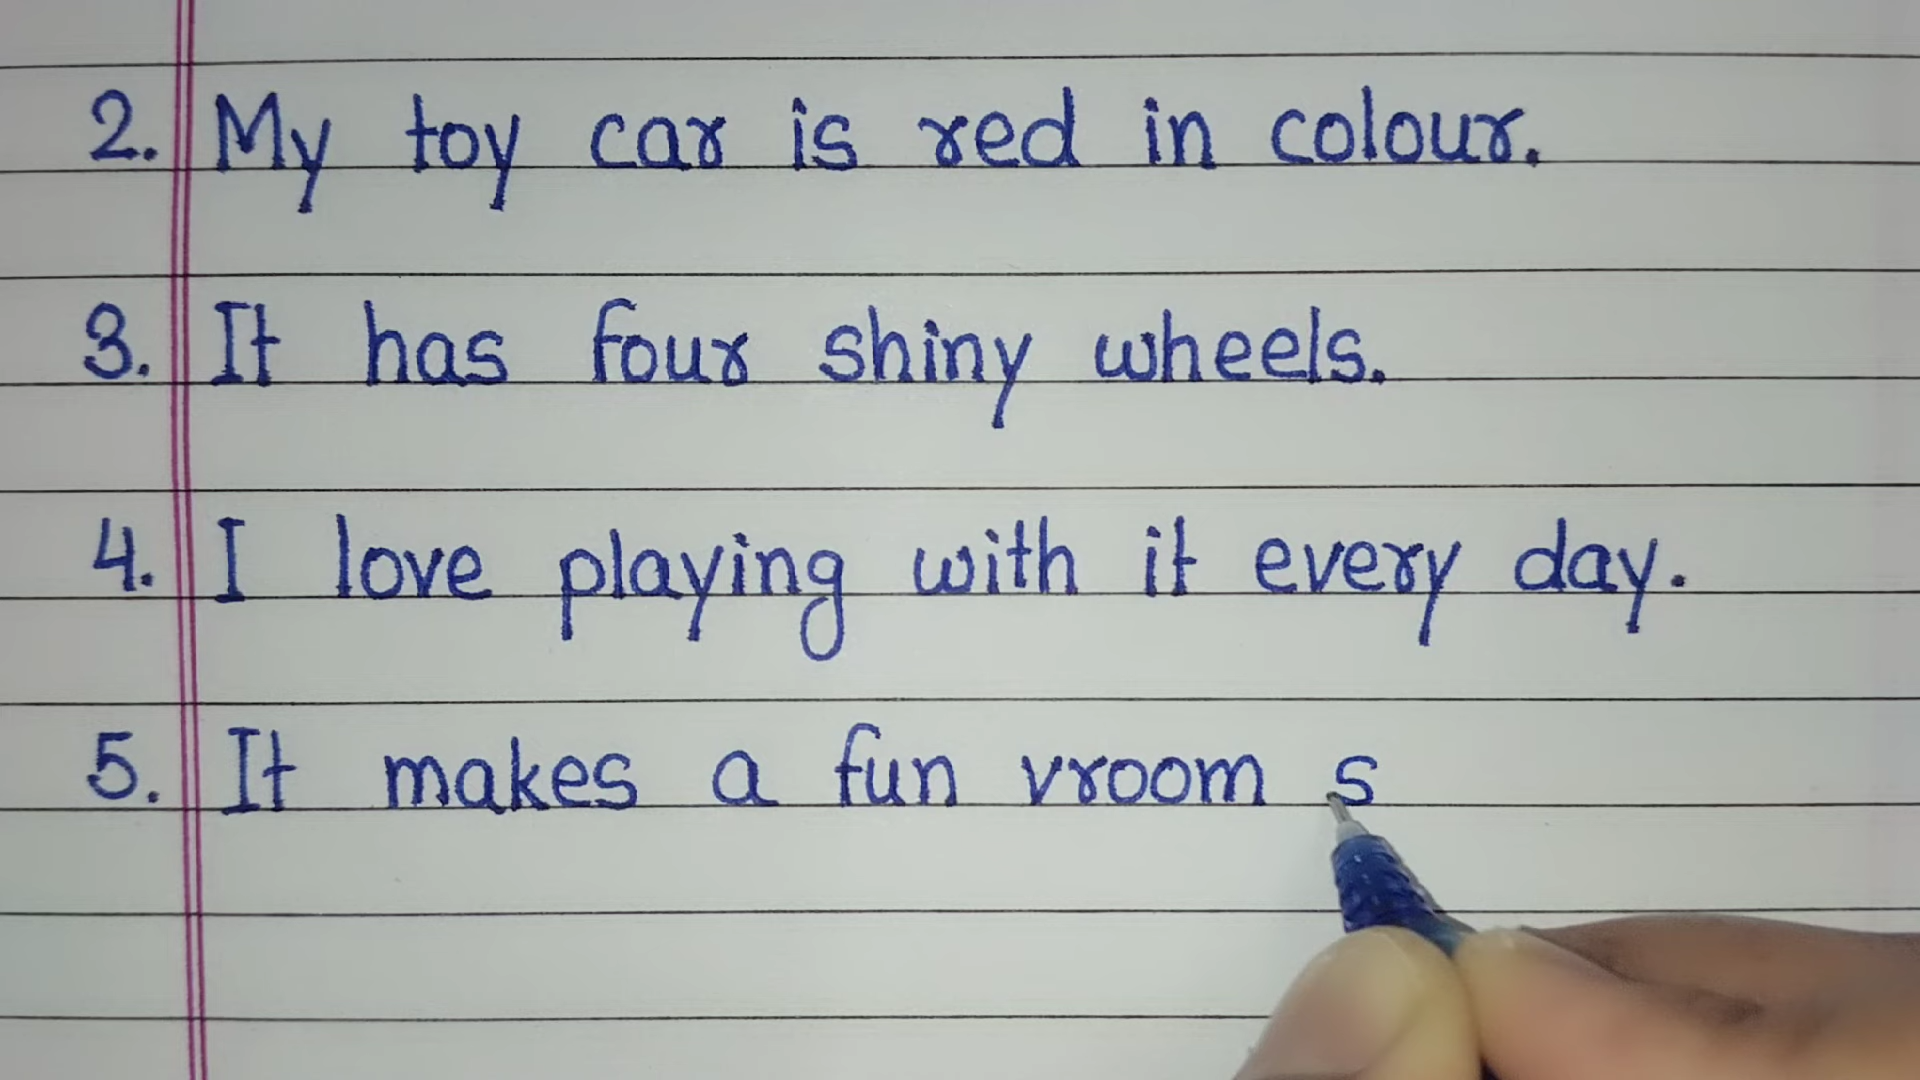 2. My toy car is red in colour.
3. It has four shiny wheels.
4. I love playing with it every day.
5. It makes a fun vroom s